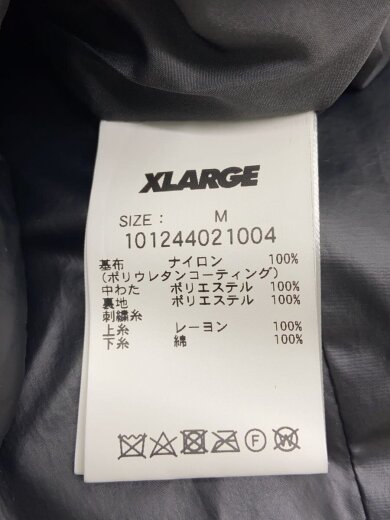 XLARGE
SIZE: M
101244021004
基布 ナイロン 100%
(ポリウレタンコーティング)
中わた ポリエステル 100%
裏地 ポリエステル 100%
刺繍糸
上糸 レーヨン 100%
下糸 綿 100%
F W